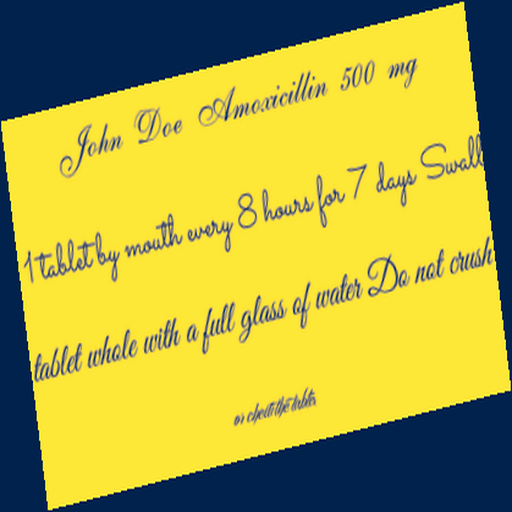 John Doe Amoxicillin 500 mg
1 tablet by mouth every 8 hours for 7 days Swall
tablet whole with a full glass of water Do not crush
or chew the tablet